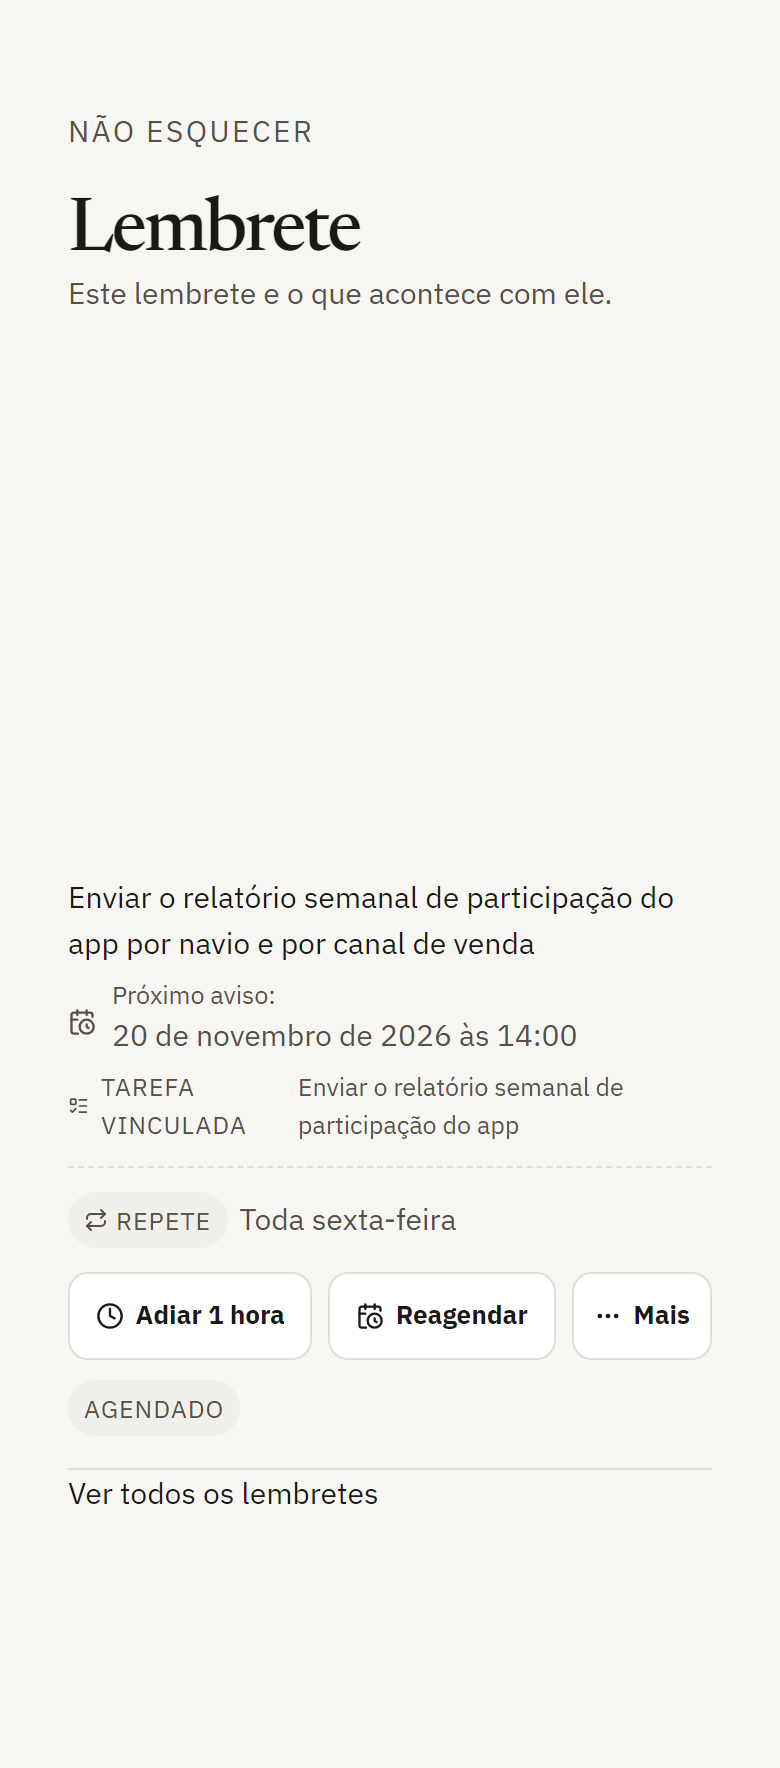 NÃO ESQUECER
Lembrete
Este lembrete e o que acontece com ele.
Enviar o relatório semanal de participação do
app por navio e por canal de venda
Próximo aviso:
20 de novembro de 2026 às 14:00
TAREFA
VINCULADA
Enviar o relatório semanal de
participação do app
REPETE Toda sexta-feira
Adiar 1 hora Reagendar Mais
AGENDADO
Ver todos os lembretes